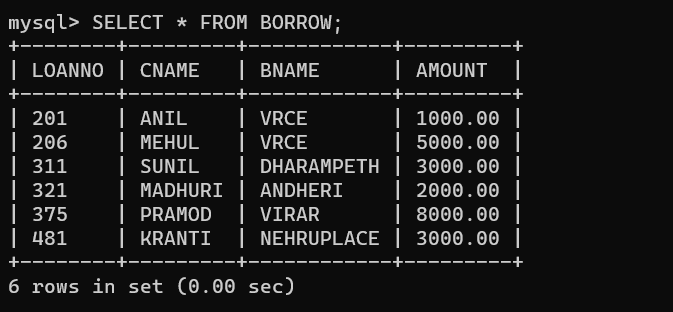 mysql> SELECT * FROM BORROW;
+--------+---------+------------+---------+
| LOANNO | CNAME   | BNAME      | AMOUNT  |
+--------+---------+------------+---------+
| 201    | ANIL    | VRCE       | 1000.00 |
| 206    | MEHUL   | VRCE       | 5000.00 |
| 311    | SUNIL   | DHARAMPETH | 3000.00 |
| 321    | MADHURI | ANDHERI    | 2000.00 |
| 375    | PRAMOD  | VIRAR      | 8000.00 |
| 481    | KRANTI  | NEHRUPLACE | 3000.00 |
+--------+---------+------------+---------+
6 rows in set (0.00 sec)